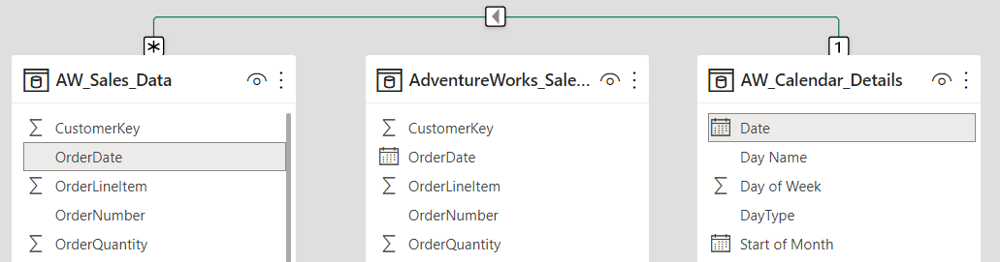 * 1
AW_Sales_Data
CustomerKey
OrderDate
OrderLineItem
OrderNumber
OrderQuantity
AdventureWorks_Sale...
CustomerKey
OrderDate
OrderLineItem
OrderNumber
OrderQuantity
AW_Calendar_Details
Date
Day Name
Day of Week
DayType
Start of Month